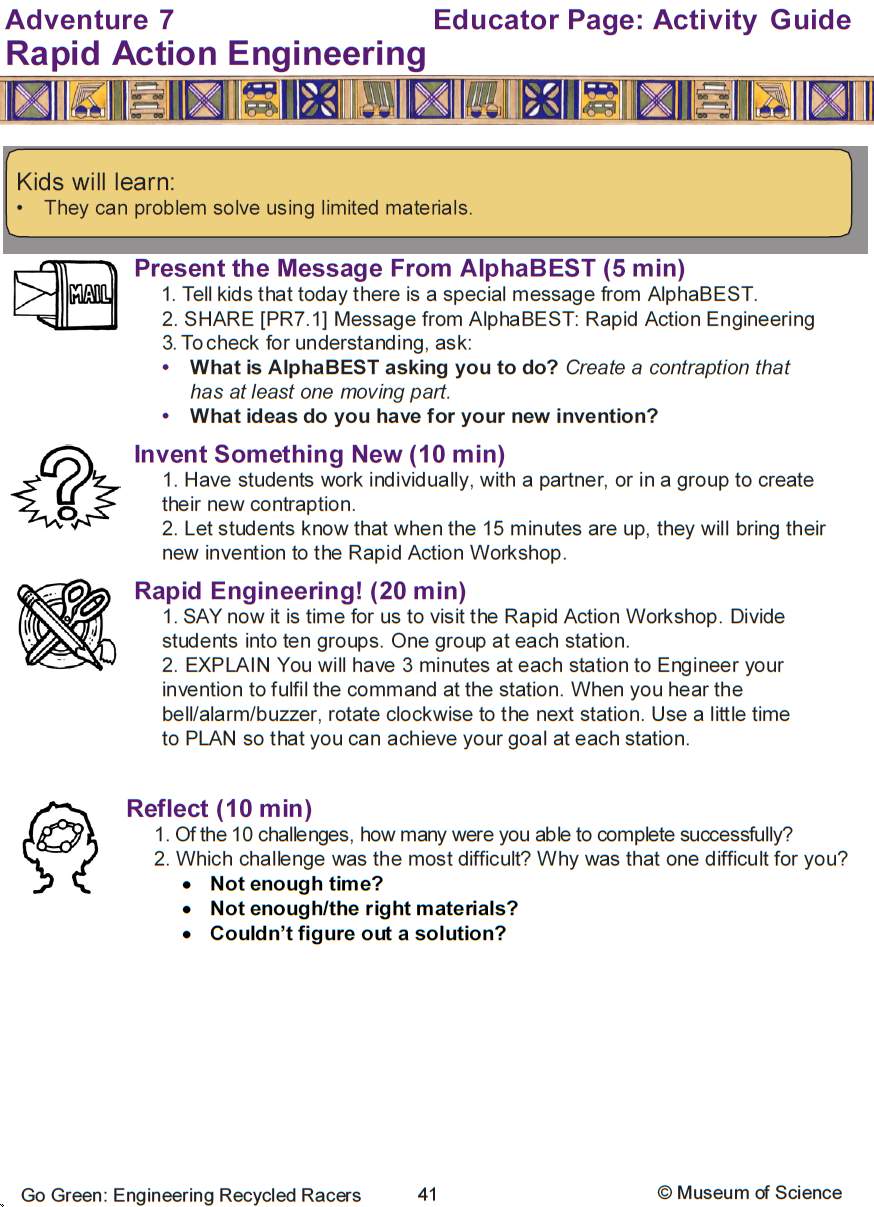 Adventure 7
Educator Page: Activity Guide
Rapid Action Engineering
Kids will learn:
• They can problem solve using limited materials.
MAIL
Present the Message From AlphaBEST (5 min)
1. Tell kids that today there is a special message from AlphaBEST.
2. SHARE [PR7.1] Message from AlphaBEST: Rapid Action Engineering
3. To check for understanding, ask:
• What is AlphaBEST asking you to do? Create a contraption that
has at least one moving part.
• What ideas do you have for your new invention?
Invent Something New (10 min)
1. Have students work individually, with a partner, or in a group to create
their new contraption.
2. Let students know that when the 15 minutes are up, they will bring their
new invention to the Rapid Action Workshop.
Rapid Engineering! (20 min)
1. SAY now it is time for us to visit the Rapid Action Workshop. Divide
students into ten groups. One group at each station.
2. EXPLAIN You will have 3 minutes at each station to Engineer your
invention to fulfil the command at the station. When you hear the
bell/alarm/buzzer, rotate clockwise to the next station. Use a little time
to PLAN so that you can achieve your goal at each station.
Reflect (10 min)
1. Of the 10 challenges, how many were you able to complete successfully?
2. Which challenge was the most difficult? Why was that one difficult for you?
• Not enough time?
• Not enough/the right materials?
• Couldn't figure out a solution?
Go Green: Engineering Recycled Racers
41
© Museum of Science